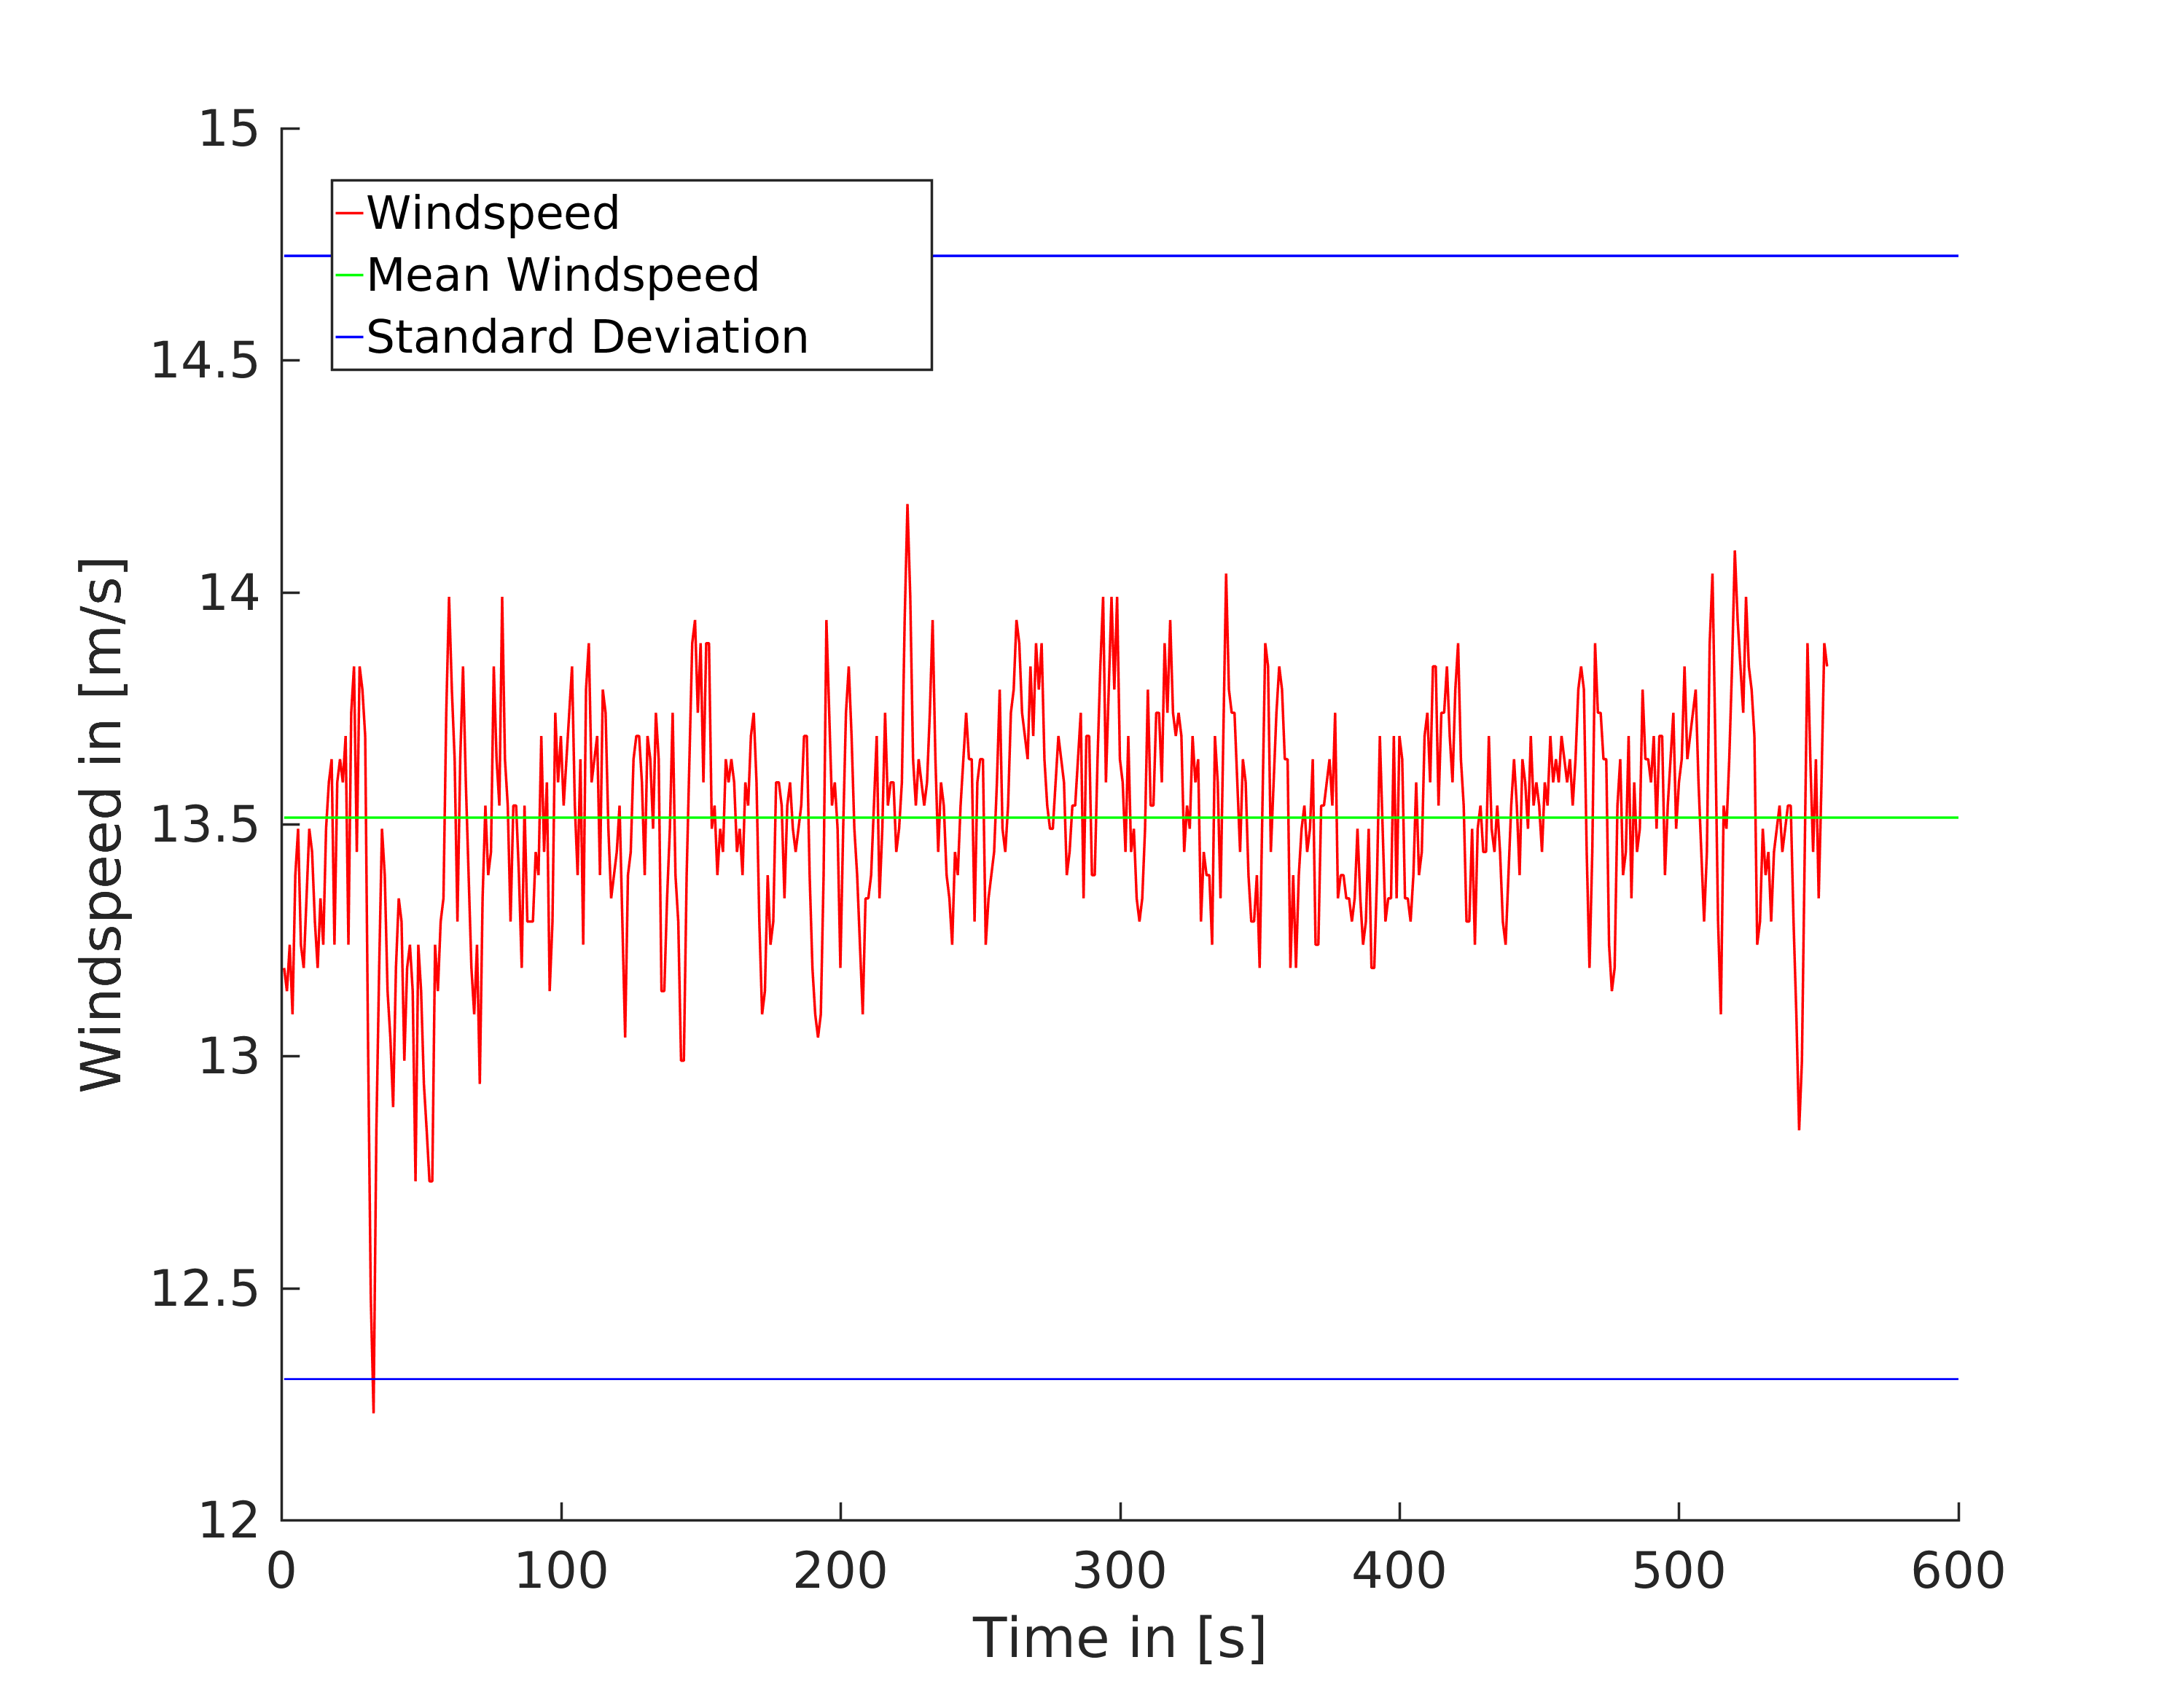 15
Windspeed
Mean Windspeed
Standard Deviation
14.5
14
13.5
13
12.5
12
Windspeed in [m/s]
0 100 200 300 400 500 600
Time in [s]